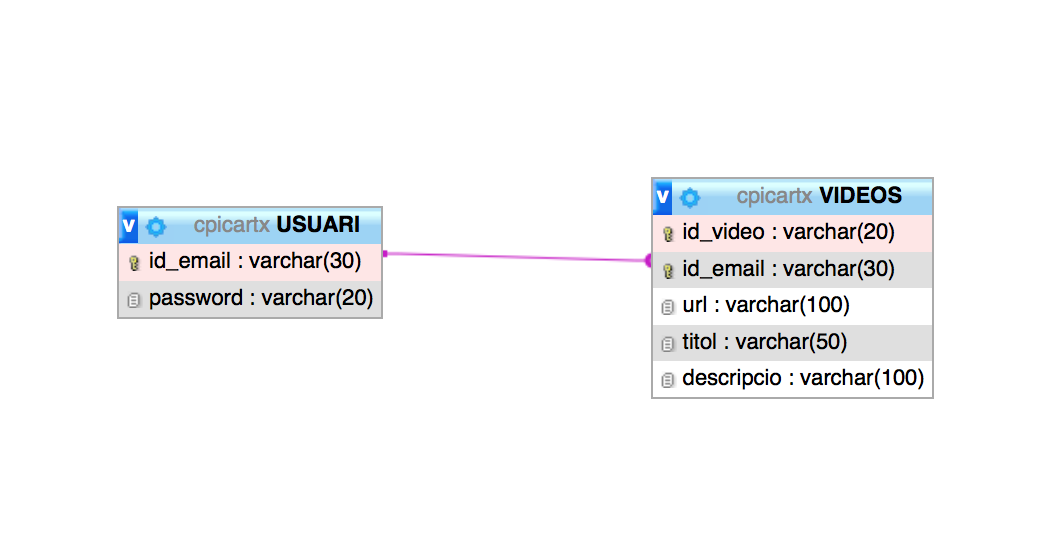 v cpicartx USUARI
id_email : varchar(30)
password : varchar(20)
v cpicartx VIDEOS
id_video : varchar(20)
id_email : varchar(30)
url : varchar(100)
titol : varchar(50)
descripcio : varchar(100)